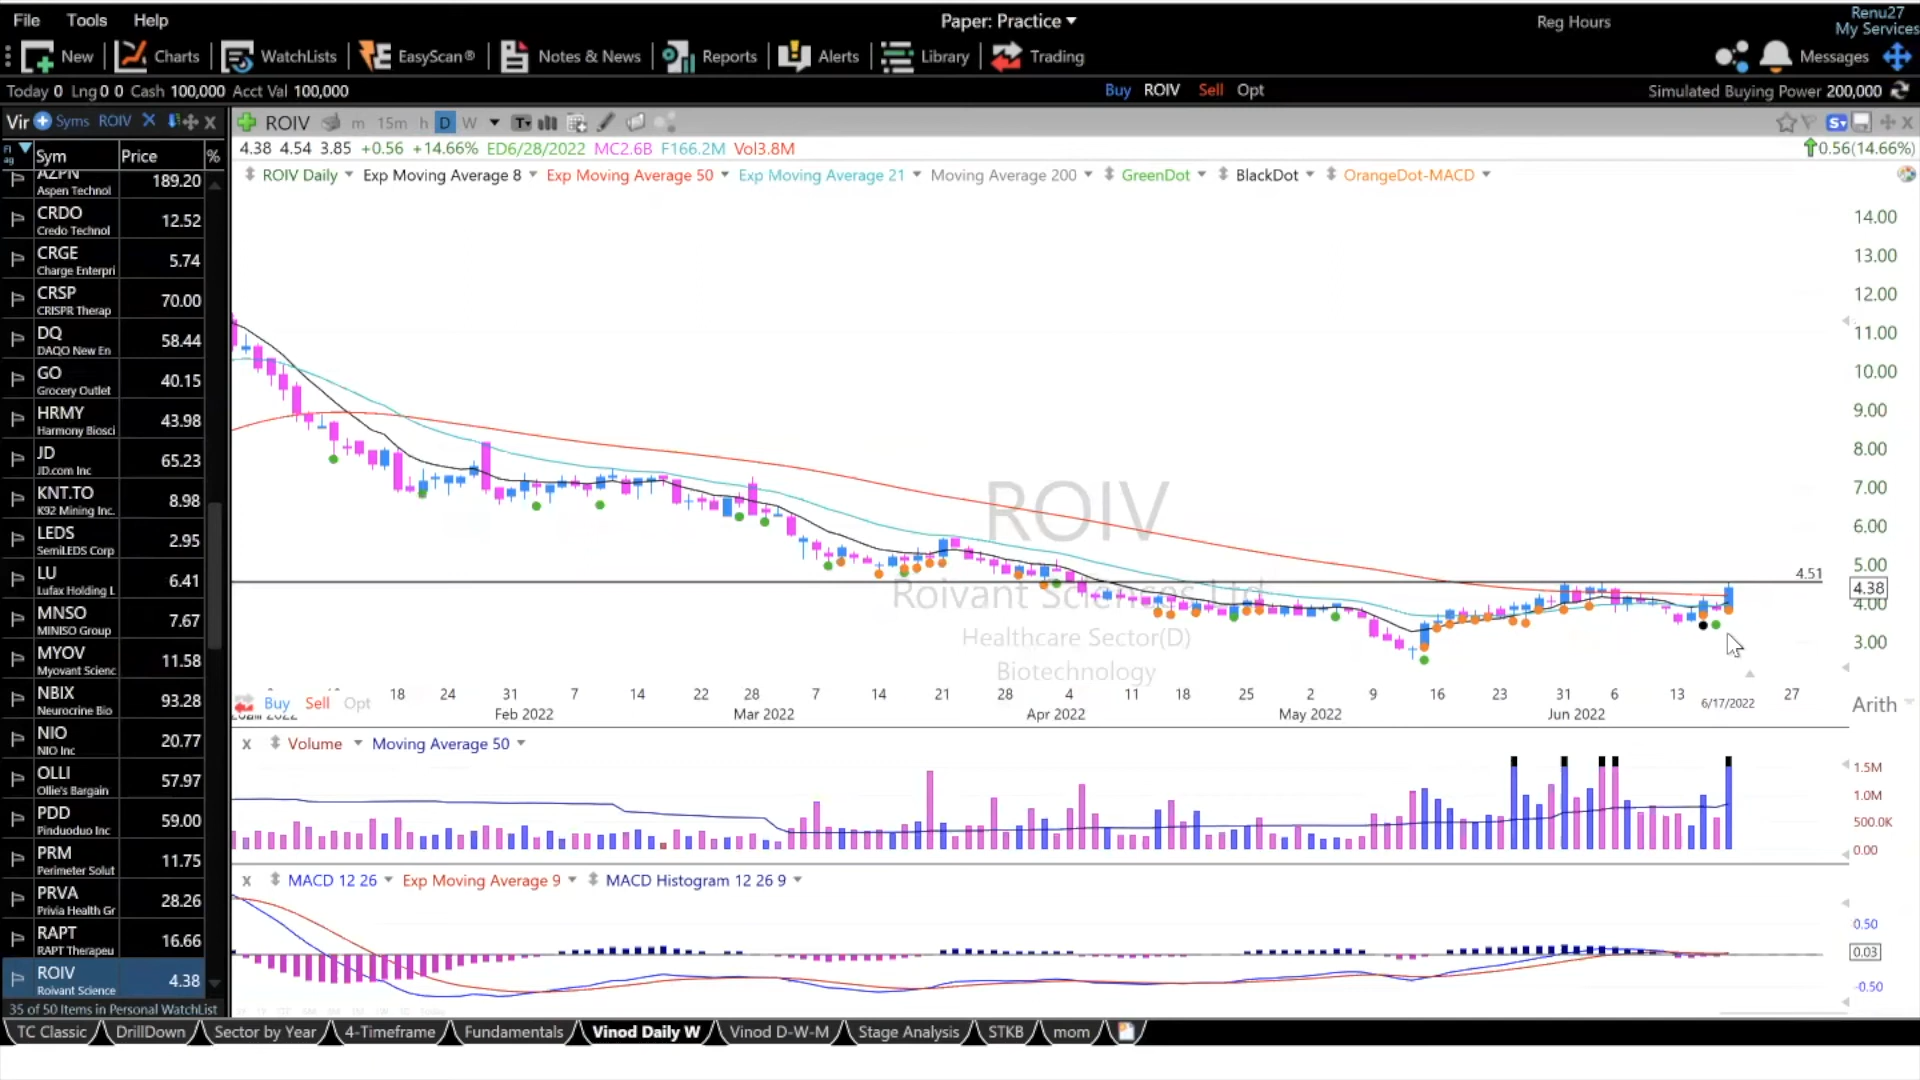 File Tools Help
Paper: Practice
Reg Hours
Renu27
My Services
New Charts WatchLists EasyScan® Notes & News Reports Alerts Library Trading
Messages
Today 0 Lng 0 0 Cash 100,000 Acct Val 100,000
Buy ROIV Sell Opt
Simulated Buying Power 200,000
Vir Syms ROIV
ROIV m 15m h D W
4.38 4.54 3.85 +0.56 +14.66% ED6/28/2022 MC2.6B F166.2M Vol3.8M
0.56(14.66%)
ROIV Daily Exp Moving Average 8 Exp Moving Average 50 Exp Moving Average 21 Moving Average 200 GreenDot BlackDot OrangeDot-MACD
Flag Sym Price %
AZPN 189.20
Aspen Technol
CRDO 12.52
Credo Technol
CRGE 5.74
Charge Enterpri
CRSP 70.00
CRISPR Therap
DQ 58.44
DAQO New En
GO 40.15
Grocery Outlet
HRMY 43.98
Harmony Biosci
JD 65.23
JD.com Inc
KNT.TO 8.98
K92 Mining Inc.
LEDS 2.95
SemiLEDS Corp
LU 6.41
Lufax Holding L
MNSO 7.67
MINISO Group
MYOV 11.58
Myovant Scienc
NBIX 93.28
Neurocrine Bio
NIO 20.77
NIO Inc
OLLI 57.97
Ollie's Bargain
PDD 59.00
Pinduoduo Inc
PRM 11.75
Perimeter Solut
PRVA 28.26
Privia Health Gr
RAPT 16.66
RAPT Therapeu
ROIV 4.38
Roivant Science
35 of 50 Items in Personal WatchList
14.00
13.00
12.00
11.00
10.00
9.00
8.00
7.00
6.00
5.00
4.51
4.38
4.00
3.00
ROIV
Roivant Sciences Ltd
Healthcare Sector(D)
Biotechnology
18 24 31 7 14 22 28 7 14 21 28 4 11 18 25 2 9 16 23 31 6 13 27
Buy Sell Opt
6/17/2022
Arith
Feb 2022 Mar 2022 Apr 2022 May 2022 Jun 2022
X Volume Moving Average 50
1.5M
1.0M
500.0K
0.00
X MACD 12 26 Exp Moving Average 9 MACD Histogram 12 26 9
0.50
0.03
-0.50
TC Classic DrillDown Sector by Year 4-Timeframe Fundamentals Vinod Daily W Vinod D-W-M Stage Analysis STKB mom